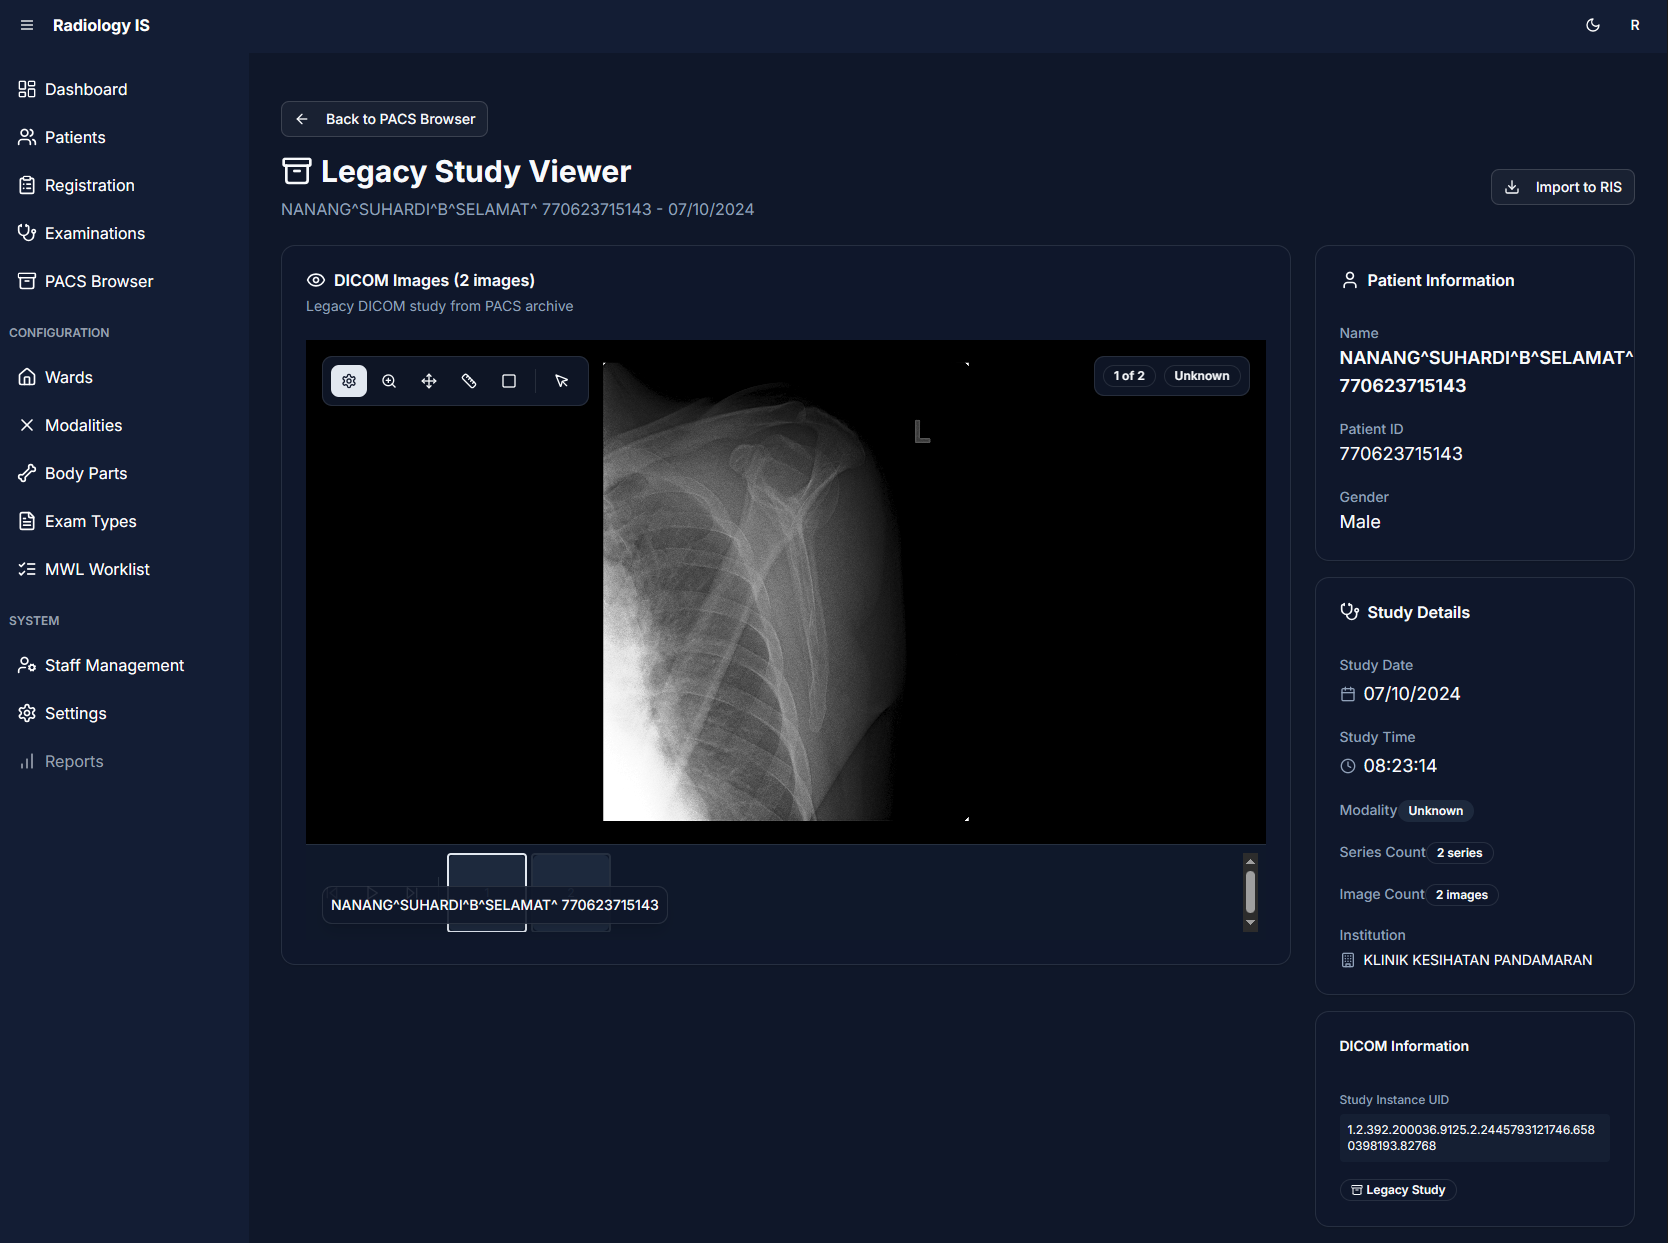 Radiology IS
R
Dashboard
Patients
Registration
Examinations
PACS Browser
CONFIGURATION
Wards
Modalities
Body Parts
Exam Types
MWL Worklist
SYSTEM
Staff Management
Settings
Reports
Back to PACS Browser
Legacy Study Viewer
NANANG^SUHARDI^B^SELAMAT^ 770623715143 - 07/10/2024
Import to RIS
DICOM Images (2 images)
Legacy DICOM study from PACS archive
1 of 2
Unknown
L
NANANG^SUHARDI^B^SELAMAT^ 770623715143
Patient Information
Name
NANANG^SUHARDI^B^SELAMAT^
770623715143
Patient ID
770623715143
Gender
Male
Study Details
Study Date
07/10/2024
Study Time
08:23:14
Modality Unknown
Series Count 2 series
Image Count 2 images
Institution
KLINIK KESIHATAN PANDAMARAN
DICOM Information
Study Instance UID
1.2.392.200036.9125.2.2445793121746.658
0398193.82768
Legacy Study